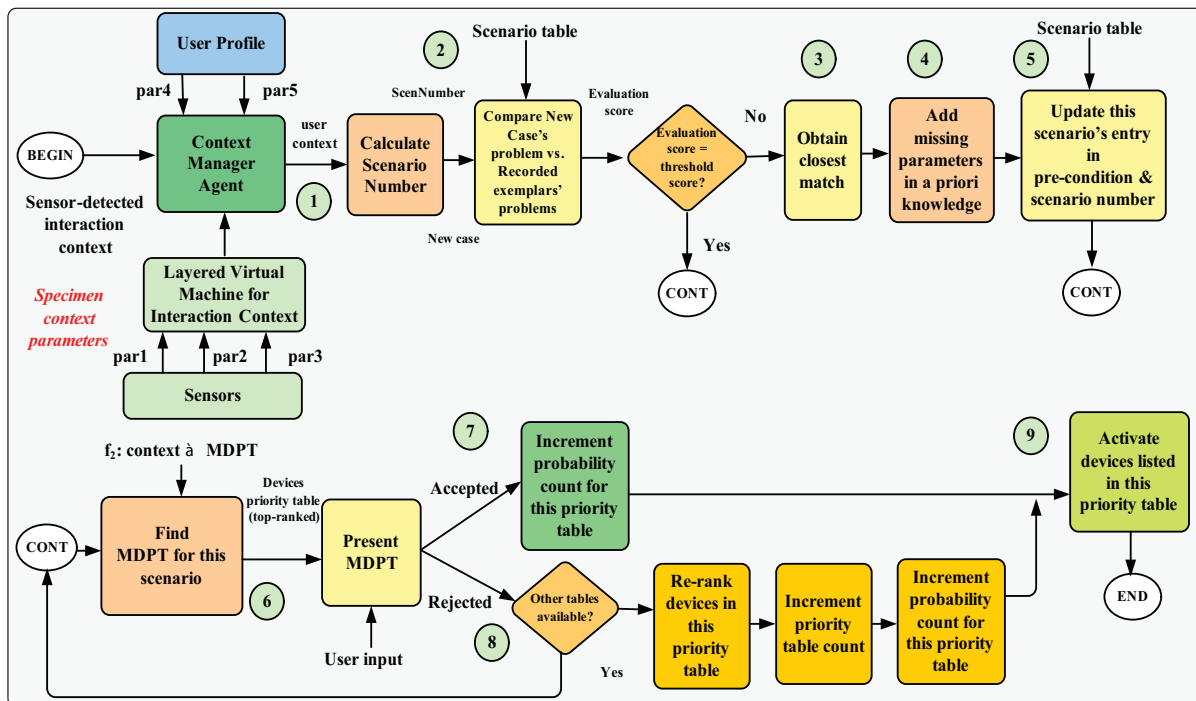 User Profile
par4
par5
BEGIN
Context
Manager
Agent
Sensor-detected
interaction
context
user
context
1
Layered Virtual
Machine for
Interaction Context
Specimen
context
parameters
par1
par2
par3
Sensors
Calculate
Scenario
Number
ScenNumber
New case
2
Scenario table
Compare New
Case's
problem vs.
Recorded
exemplars'
problems
Evaluation
score
Evaluation
score =
threshold
score?
No
Yes
CONT
3
Obtain
closest
match
4
Add
missing
parameters
in a priori
knowledge
5
Scenario table
Update this
scenario's entry
in
pre-condition &
scenario number
CONT
f₂: context à MDPT
CONT
Find
MDPT for this
scenario
6
Devices
priority table
(top-ranked)
Present
MDPT
User input
Accepted
Rejected
7
Increment
probability
count for
this priority
table
8
Other tables
available?
Yes
Re-rank
devices in
this
priority
table
Increment
priority
table count
Increment
probability
count for
this priority
table
9
Activate
devices listed
in this
priority table
END